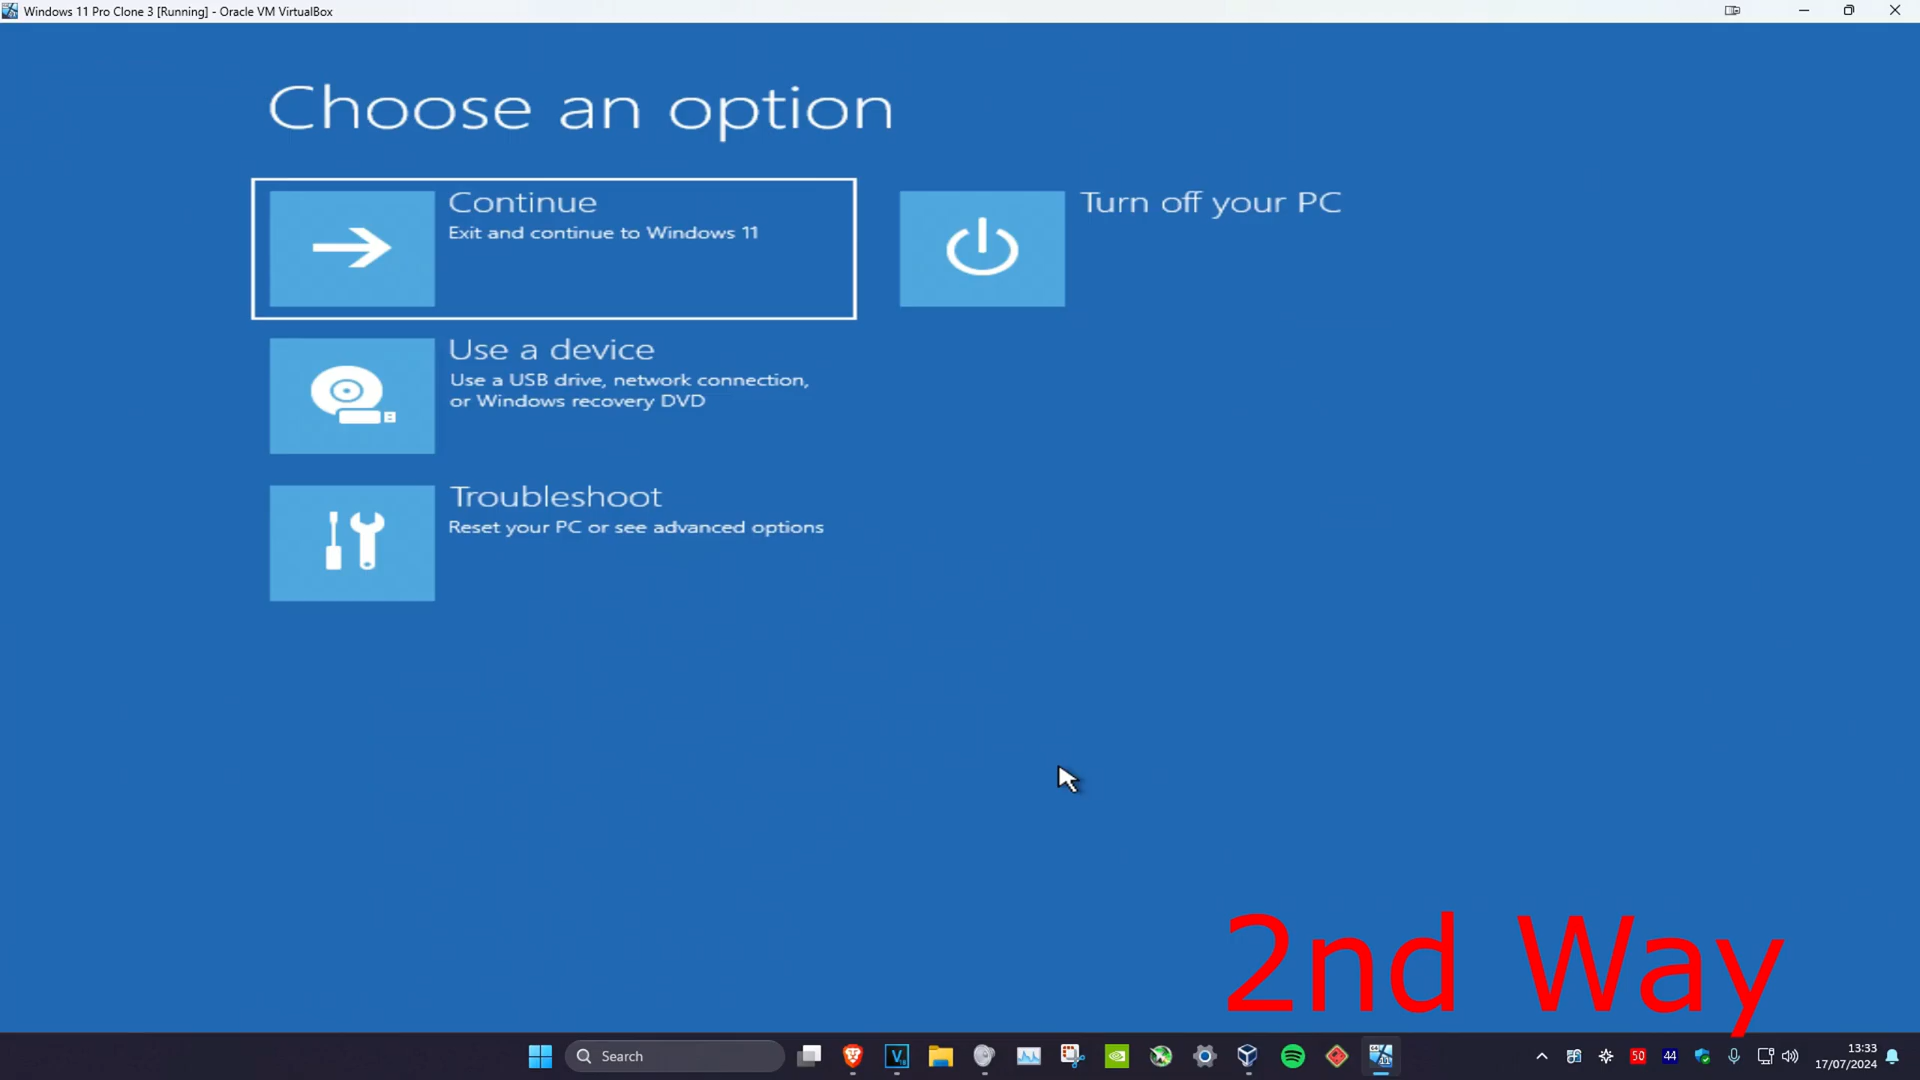 Windows 11 Pro Clone 3 [Running] - Oracle VM VirtualBox
Choose an option
Continue
Exit and continue to Windows 11
Turn off your PC
Use a device
Use a USB drive, network connection,
or Windows recovery DVD
Troubleshoot
Reset your PC or see advanced options
2nd Way
Search
50
44
13:33
17/07/2024